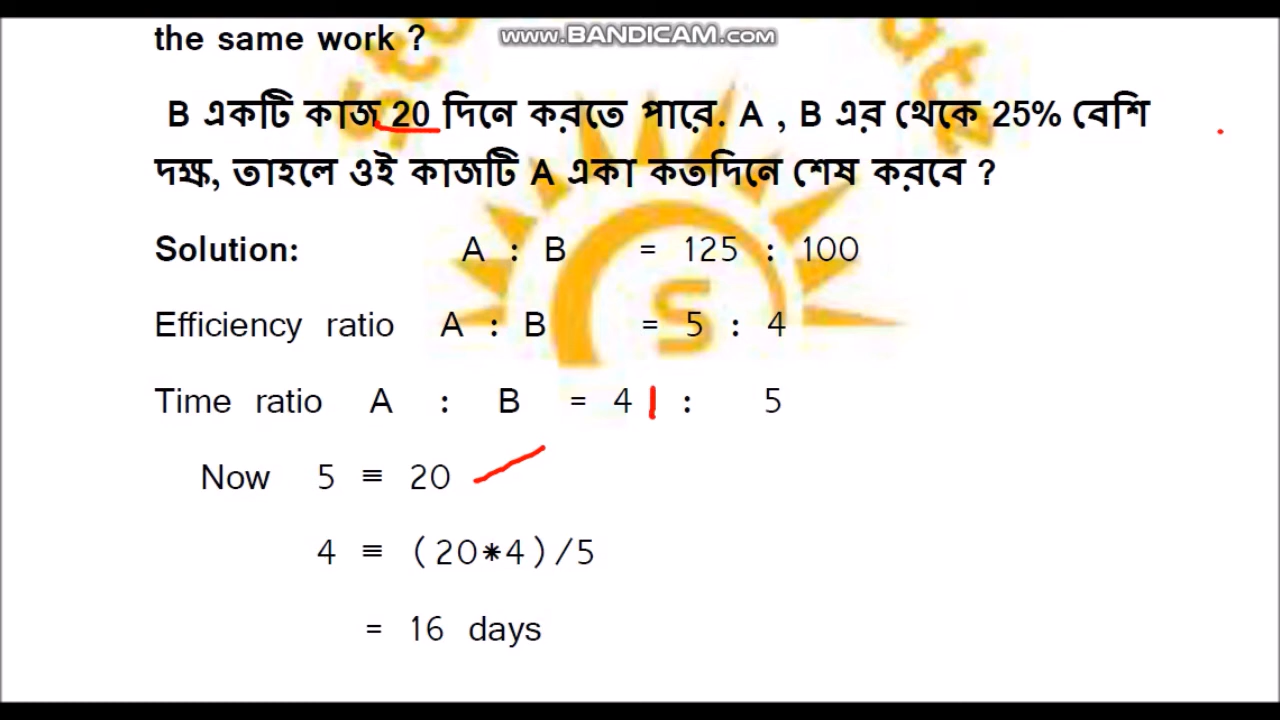 the same work ?
www.BANDICAM.com
B একটি কাজ 20 দিনে করতে পারে. A , B এর থেকে 25% বেশি
দক্ষ, তাহলে ওই কাজটি A একা কতদিনে শেষ করবে ?
Solution: A : B = 125 : 100
Efficiency ratio A : B = 5 : 4
Time ratio A : B = 4 : 5
Now 5 ≡ 20
4 ≡ (20*4)/5
= 16 days
S